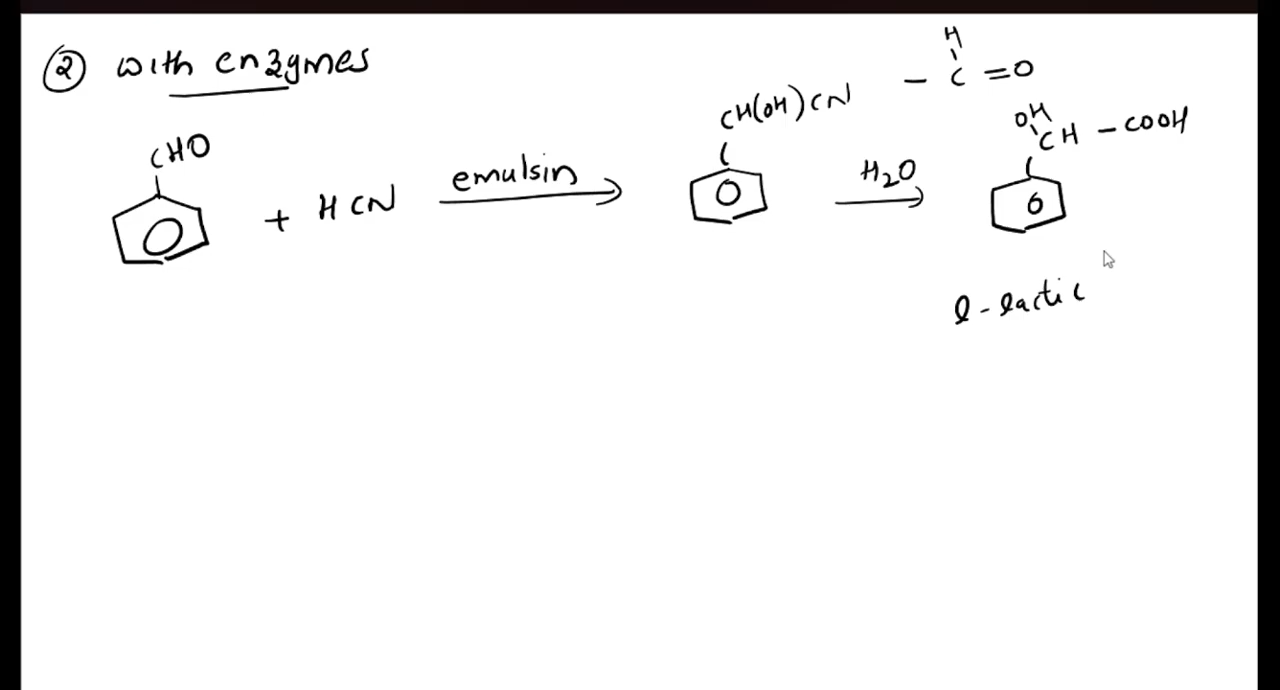 ② with enzymes
H
- C =O
CHO
+ HCN
emulsin
CH(OH)CN
H₂O
OH
CH - COOH
l-lactic